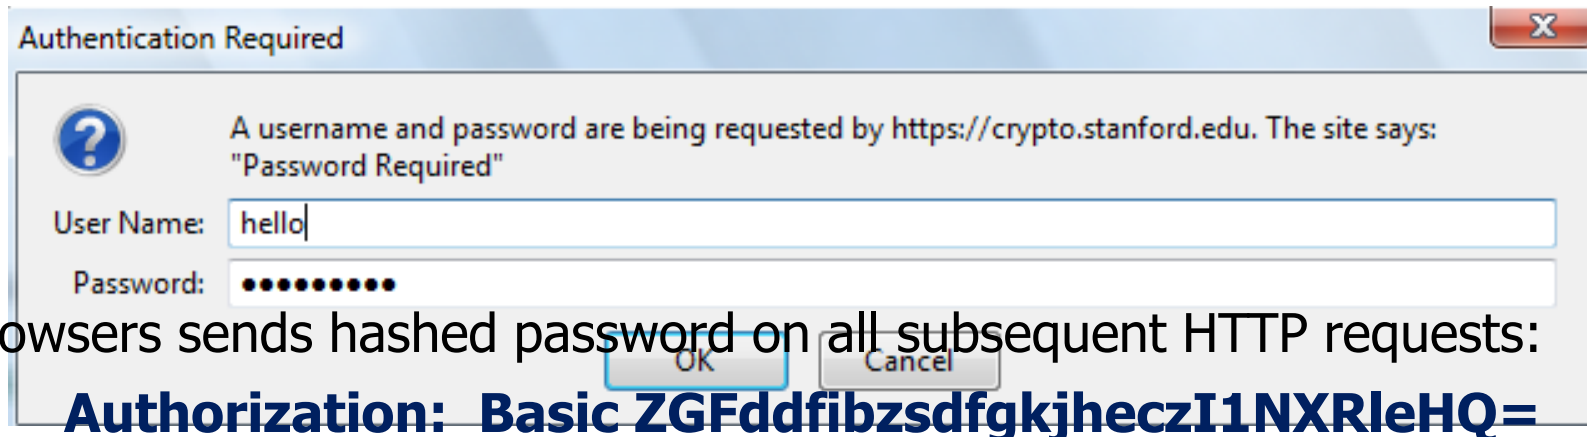 Authentication Required
A username and password are being requested by https://crypto.stanford.edu. The site says:
"Password Required"
User Name: hello
Password: •••••••••
owsers sends hashed password on all subsequent HTTP requests:
OK Cancel
Authorization: Basic ZGFddfibzsdfgkjheczI1NXRleHQ=